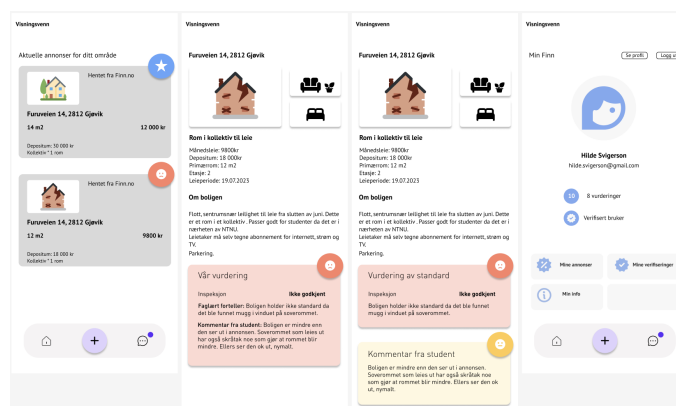 Visningsvenn
Aktuelle annonser for ditt område
Hentet fra Finn.no
Furuveien 14, 2812 Gjøvik
14 m2 12 000 kr
Depositum: 30 000 kr
Kollektiv * 1 rom
Hentet fra Finn.no
Furuveien 14, 2812 Gjøvik
12 m2 9800 kr
Depositum: 18 000 kr
Kollektiv * 1 rom
Visningsvenn
Furuveien 14, 2812 Gjøvik
Rom i kollektiv til leie
Månedsleie: 9800kr
Depositum: 18 000kr
Primærrom: 12 m2
Etasje: 2
Leieperiode: 19.07.2023
Om boligen
Flott, sentrumsnær leilighet til leie fra slutten av juni. Dette
er et rom i et kollektiv . Passer godt for studenter da det er i
nærheten av NTNU.
Leietaker må selv tegne abonnement for internett, strøm og
TV.
Parkering.
Vår vurdering
Inspeksjon Ikke godkjent
Faglært forteller: Boligen holder ikke standard da
det ble funnet mugg i vinduet på soverommet.
Kommentar fra student: Boligen er mindre enn
den ser ut i annonsen. Soverommet som leies ut
har også skråtak noe som gjør at rommet blir
mindre. Ellers ser den ok ut, nymalt.
Visningsvenn
Furuveien 14, 2812 Gjøvik
Rom i kollektiv til leie
Månedsleie: 9800kr
Depositum: 18 000kr
Primærrom: 12 m2
Etasje: 2
Leieperiode: 19.07.2023
Om boligen
Flott, sentrumsnær leilighet til leie fra slutten av juni. Dette
er et rom i et kollektiv . Passer godt for studenter da det er i
nærheten av NTNU.
Leietaker må selv tegne abonnement for internett, strøm og
TV.
Parkering.
Vurdering av standard
Inspeksjon Ikke godkjent
Boligen holder ikke standard da det ble funnet
mugg i vinduet på soverommet.
Kommentar fra student
Boligen er mindre enn den ser ut i annonsen.
Soverommet som leies ut har også skråtak noe
som gjør at rommet blir mindre. Ellers ser den ok
ut, nymalt.
Visningsvenn
Min Finn Se profil Logg u
Hilde Svigerson
hilde.svigerson@gmail.com
10 8 vurderinger
Verifisert bruker
Mine annonser Mine verifiseringer
Min info